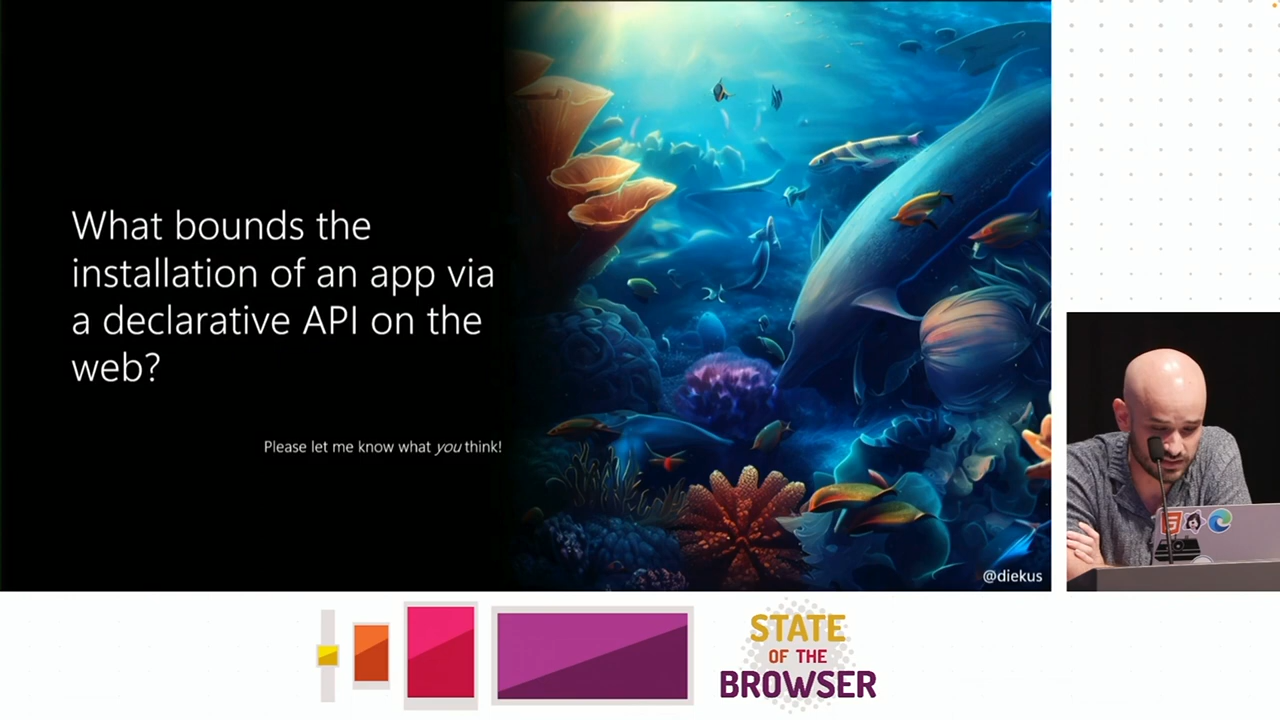 What bounds the
installation of an app via
a declarative API on the
web?
Please let me know what you think!
@diekus
STATE
OF THE
BROWSER